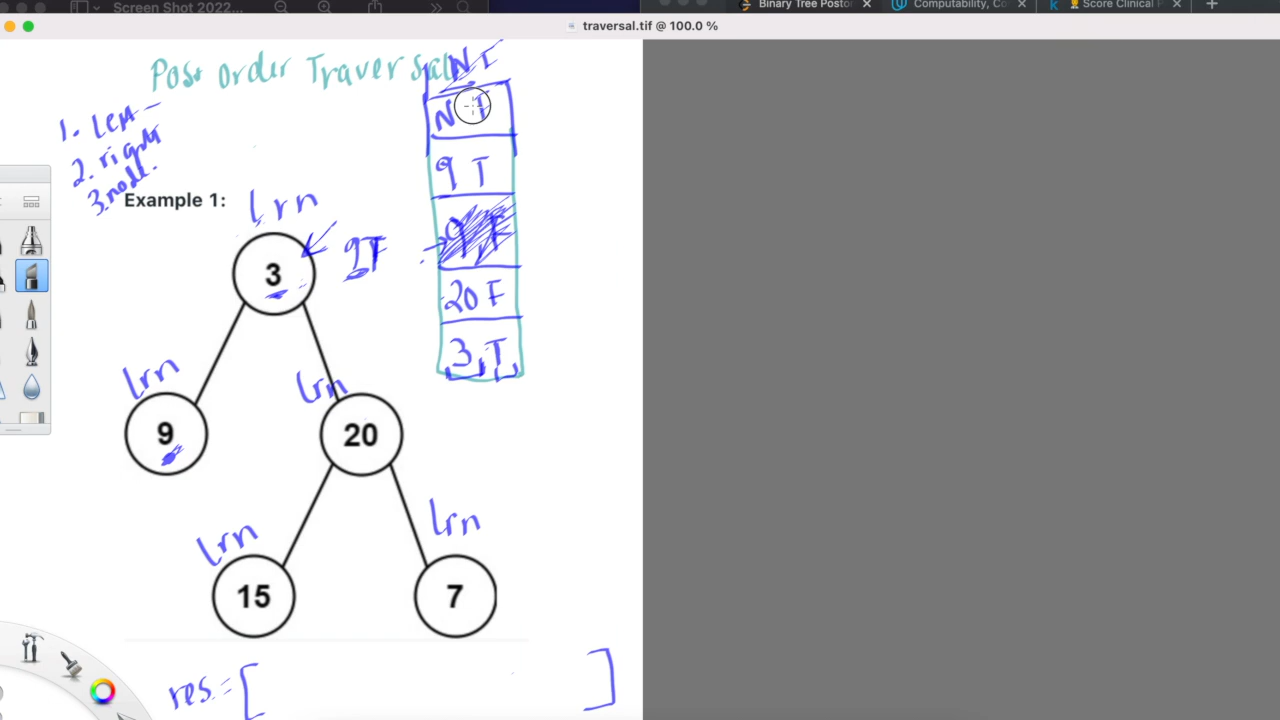 Screen Shot 2022...
Binary Tree Posto
Computability, Co
Score Clinical P
traversal.tif @ 100.0 %
Post Order Traversal
1. Left
2. right
3. node.
Example 1:
lrn
3
9F
lrn
9
lrn
20
lrn
15
lrn
7
N F
N T
9 T
9, F
20 F
3, T
res = [ ]